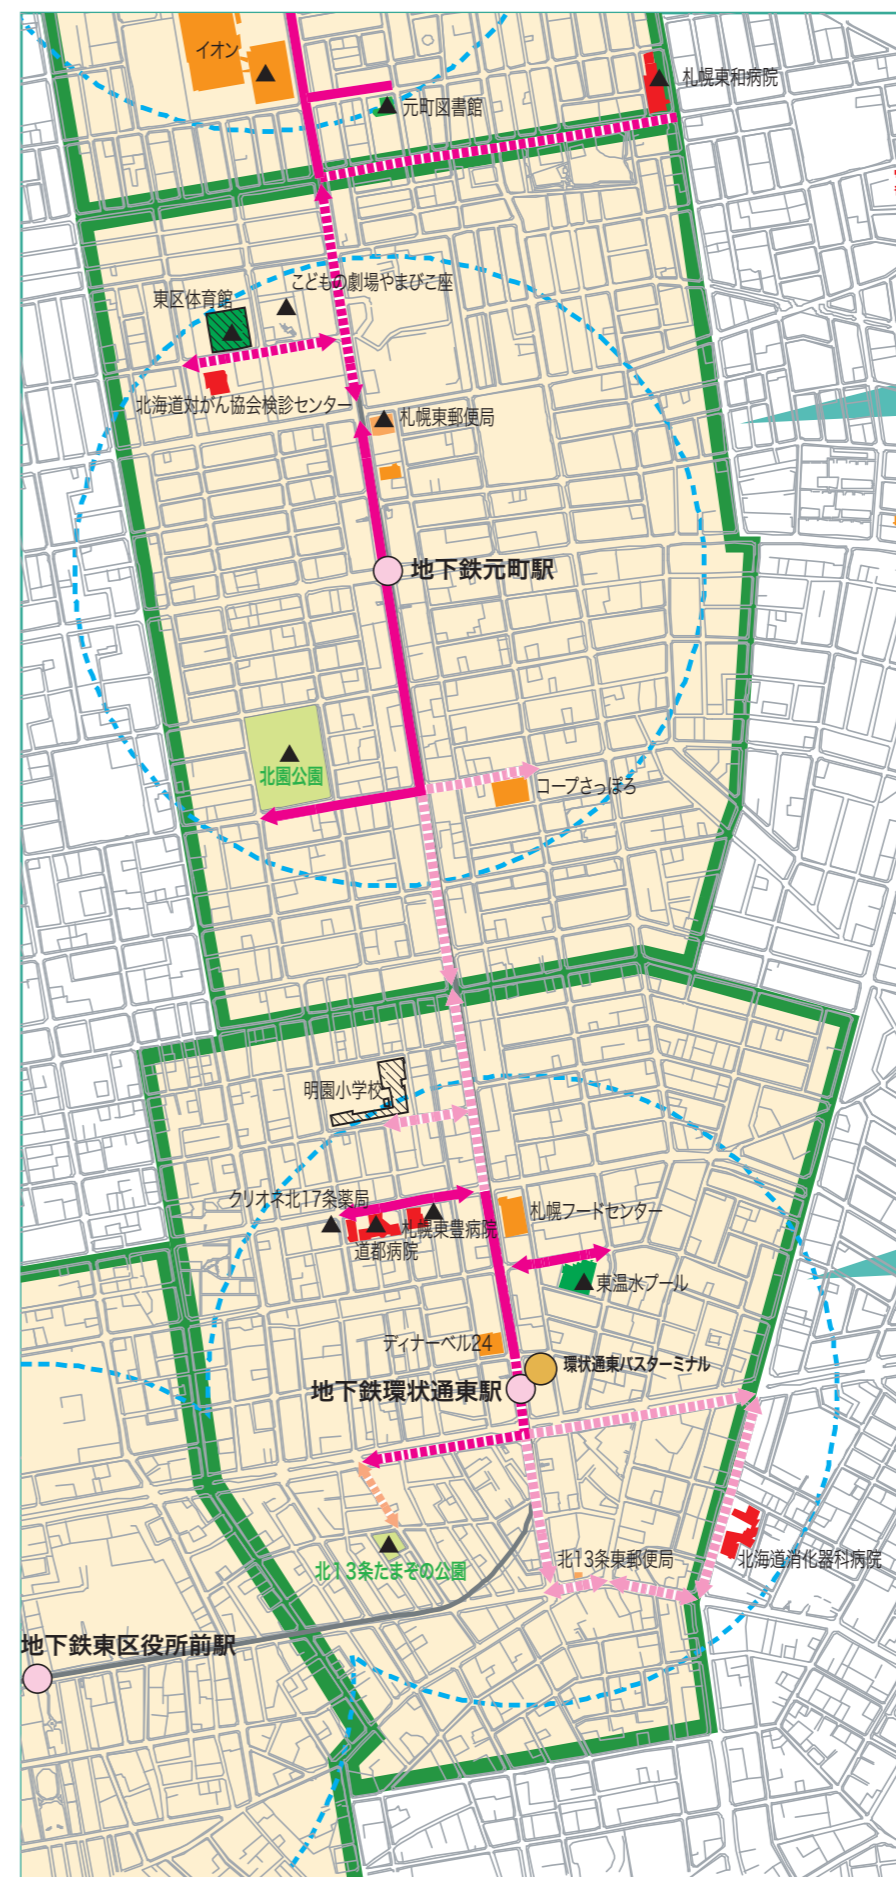 イオン
札幌東和病院
元町図書館
こどもの劇場やまびこ座
東区体育館
北海道対がん協会検診センター
札幌東郵便局
地下鉄元町駅
北園公園
コープさっぽろ
明園小学校
クリオネ北17条薬局
札幌東豊病院
道都病院
札幌フードセンター
東温水プール
ディナーベル24
環状通東バスターミナル
地下鉄環状通東駅
北13条東郵便局
北海道消化器科病院
北13条たまぞの公園
地下鉄東区役所前駅